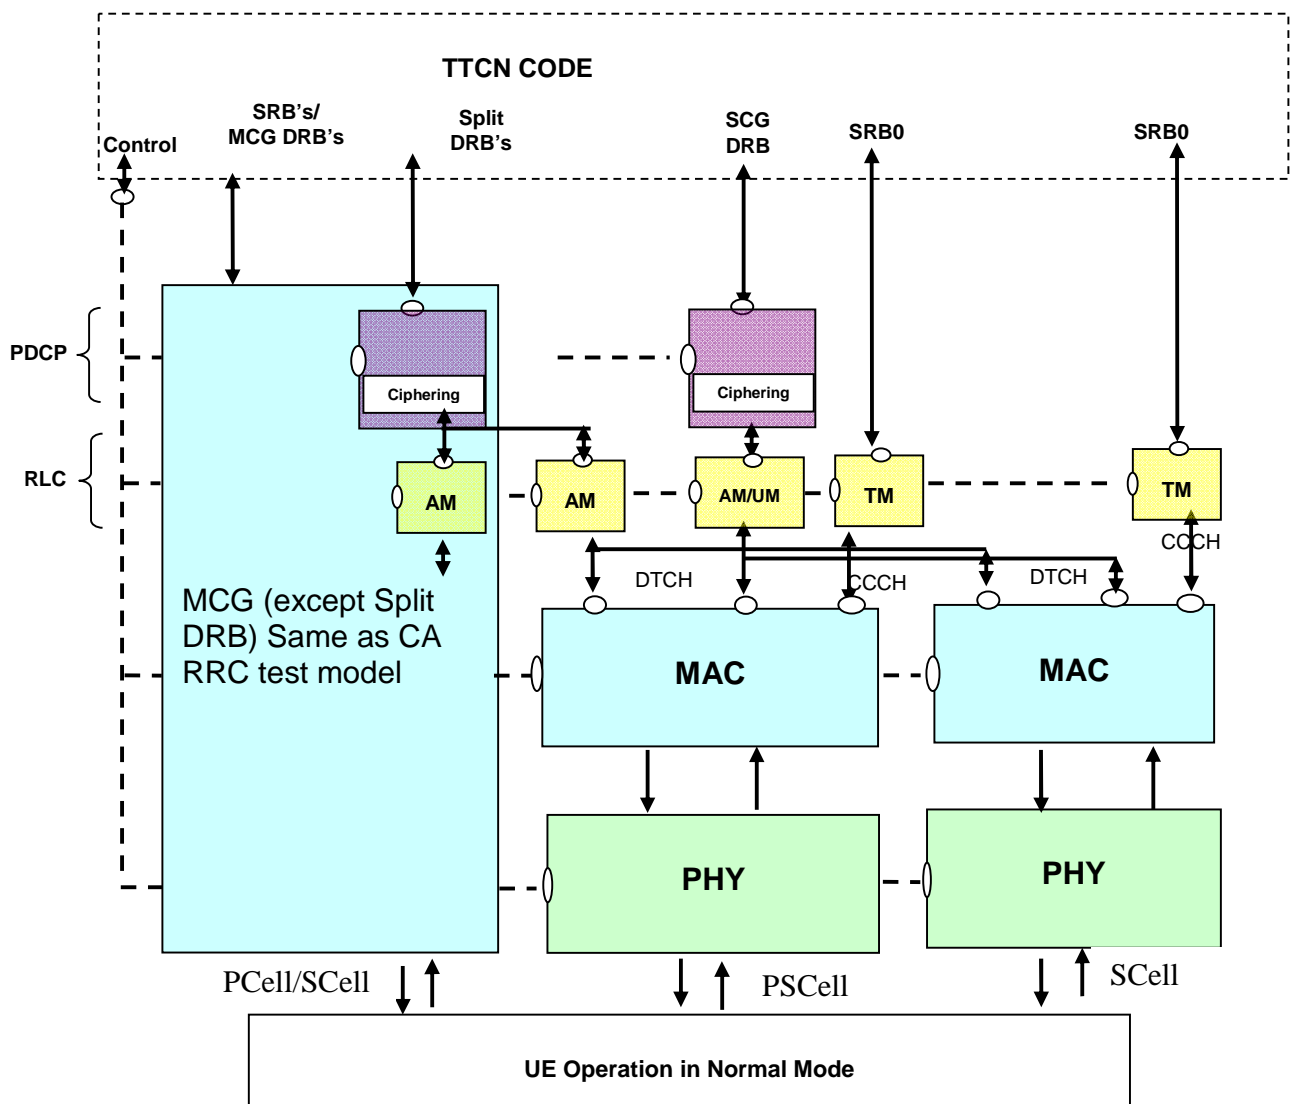 TTCN CODE
SRB's/
MCG DRB's
Split
DRB's
SCG
DRB
SRB0
SRB0
Control
PDCP
Ciphering
Ciphering
RLC
AM
AM
AM/UM
TM
TM
DTCH
CCCH
DTCH
CCCH
MCG (except Split
DRB) Same as CA
RRC test model
MAC
MAC
PHY
PHY
PCell/SCell
PSCell
SCell
UE Operation in Normal Mode